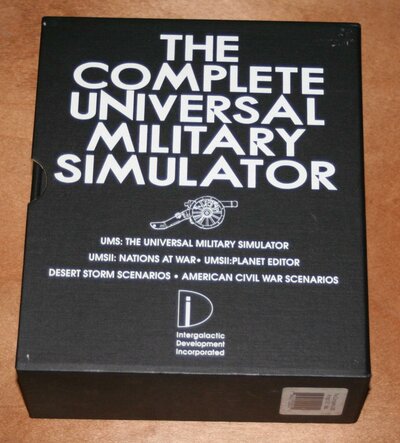 THE
COMPLETE
UNIVERSAL
MILITARY
SIMULATOR
UMS: THE UNIVERSAL MILITARY SIMULATOR
UMSII: NATIONS AT WAR • UMSII:PLANET EDITOR
DESERT STORM SCENARIOS • AMERICAN CIVIL WAR SCENARIOS
iD
Intergalactic
Development
Incorporated